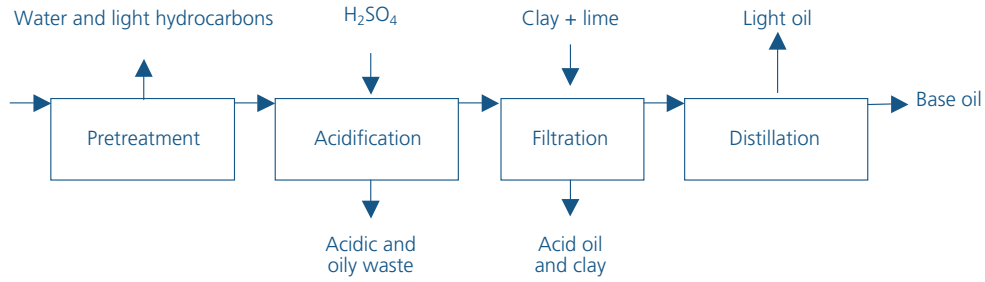 Water and light hydrocarbons
H₂SO₄
Clay + lime
Light oil
Pretreatment
Acidification
Filtration
Distillation
Base oil
Acidic and
oily waste
Acid oil
and clay